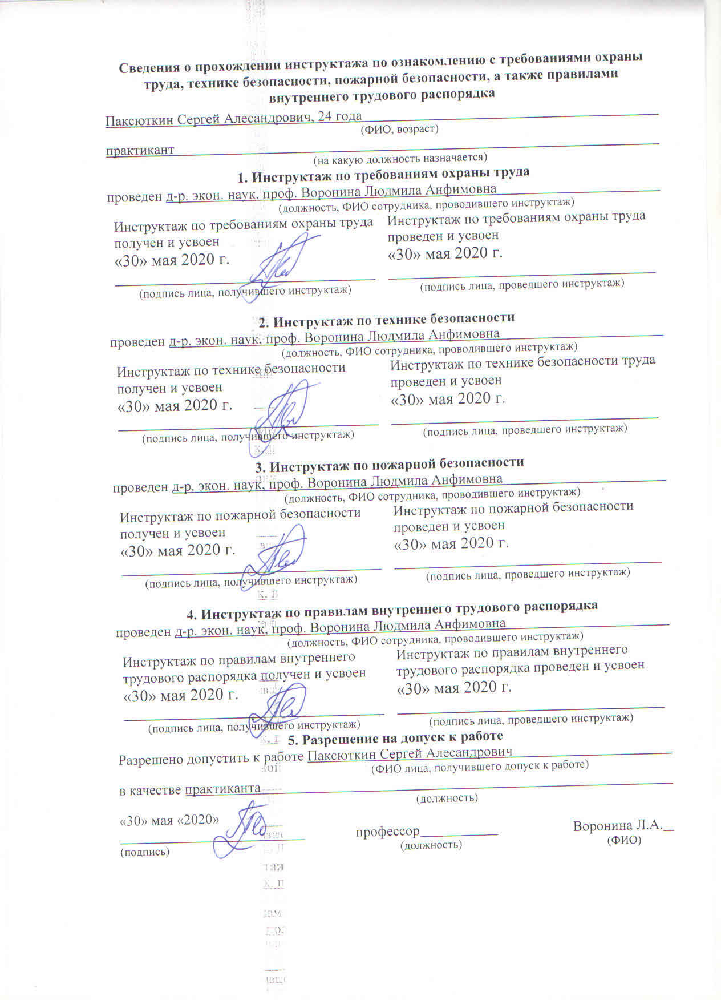 Сведения о прохождении инструктажа по ознакомлению с требованиями охраны
труда, технике безопасности, пожарной безопасности, а также правилами
внутреннего трудового распорядка
Паксюткин Сергей Алесандрович, 24 года
(ФИО, возраст)
практикант
(на какую должность назначается)
1. Инструктаж по требованиям охраны труда
проведен д-р. экон. наук, проф. Воронина Людмила Анфимовна
(должность, ФИО сотрудника, проводившего инструктаж)
Инструктаж по требованиям охраны труда
получен и усвоен
«30» мая 2020 г.
(подпись лица, получившего инструктаж)
Инструктаж по требованиям охраны труда
проведен и усвоен
«30» мая 2020 г.
(подпись лица, проведшего инструктаж)
2. Инструктаж по технике безопасности
проведен д-р. экон. наук, проф. Воронина Людмила Анфимовна
(должность, ФИО сотрудника, проводившего инструктаж)
Инструктаж по технике безопасности
получен и усвоен
«30» мая 2020 г.
(подпись лица, получившего инструктаж)
Инструктаж по технике безопасности труда
проведен и усвоен
«30» мая 2020 г.
(подпись лица, проведшего инструктаж)
3. Инструктаж по пожарной безопасности
проведен д-р. экон. наук, проф. Воронина Людмила Анфимовна
(должность, ФИО сотрудника, проводившего инструктаж)
Инструктаж по пожарной безопасности
получен и усвоен
«30» мая 2020 г.
(подпись лица, получившего инструктаж)
Инструктаж по пожарной безопасности
проведен и усвоен
«30» мая 2020 г.
(подпись лица, проведшего инструктаж)
4. Инструктаж по правилам внутреннего трудового распорядка
проведен д-р. экон. наук, проф. Воронина Людмила Анфимовна
(должность, ФИО сотрудника, проводившего инструктаж)
Инструктаж по правилам внутреннего
трудового распорядка получен и усвоен
«30» мая 2020 г.
(подпись лица, получившего инструктаж)
Инструктаж по правилам внутреннего
трудового распорядка проведен и усвоен
«30» мая 2020 г.
(подпись лица, проведшего инструктаж)
5. Разрешение на допуск к работе
Разрешено допустить к работе Паксюткин Сергей Алесандрович
(ФИО лица, получившего допуск к работе)
в качестве практиканта
(должность)
«30» мая «2020»
(подпись)
профессор
(должность)
Воронина Л.А.
(ФИО)